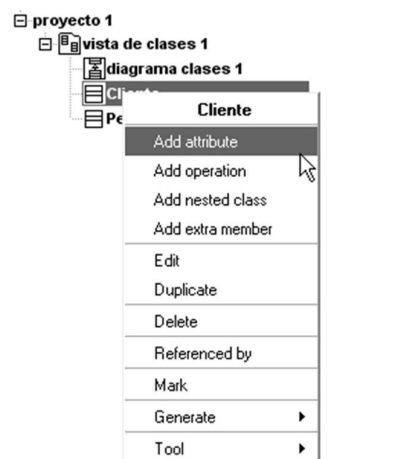 proyecto 1
vista de clases 1
diagrama clases 1
Cliente
Cliente
Add attribute
Add operation
Add nested class
Add extra member
Edit
Duplicate
Delete
Referenced by
Mark
Generate
Tool